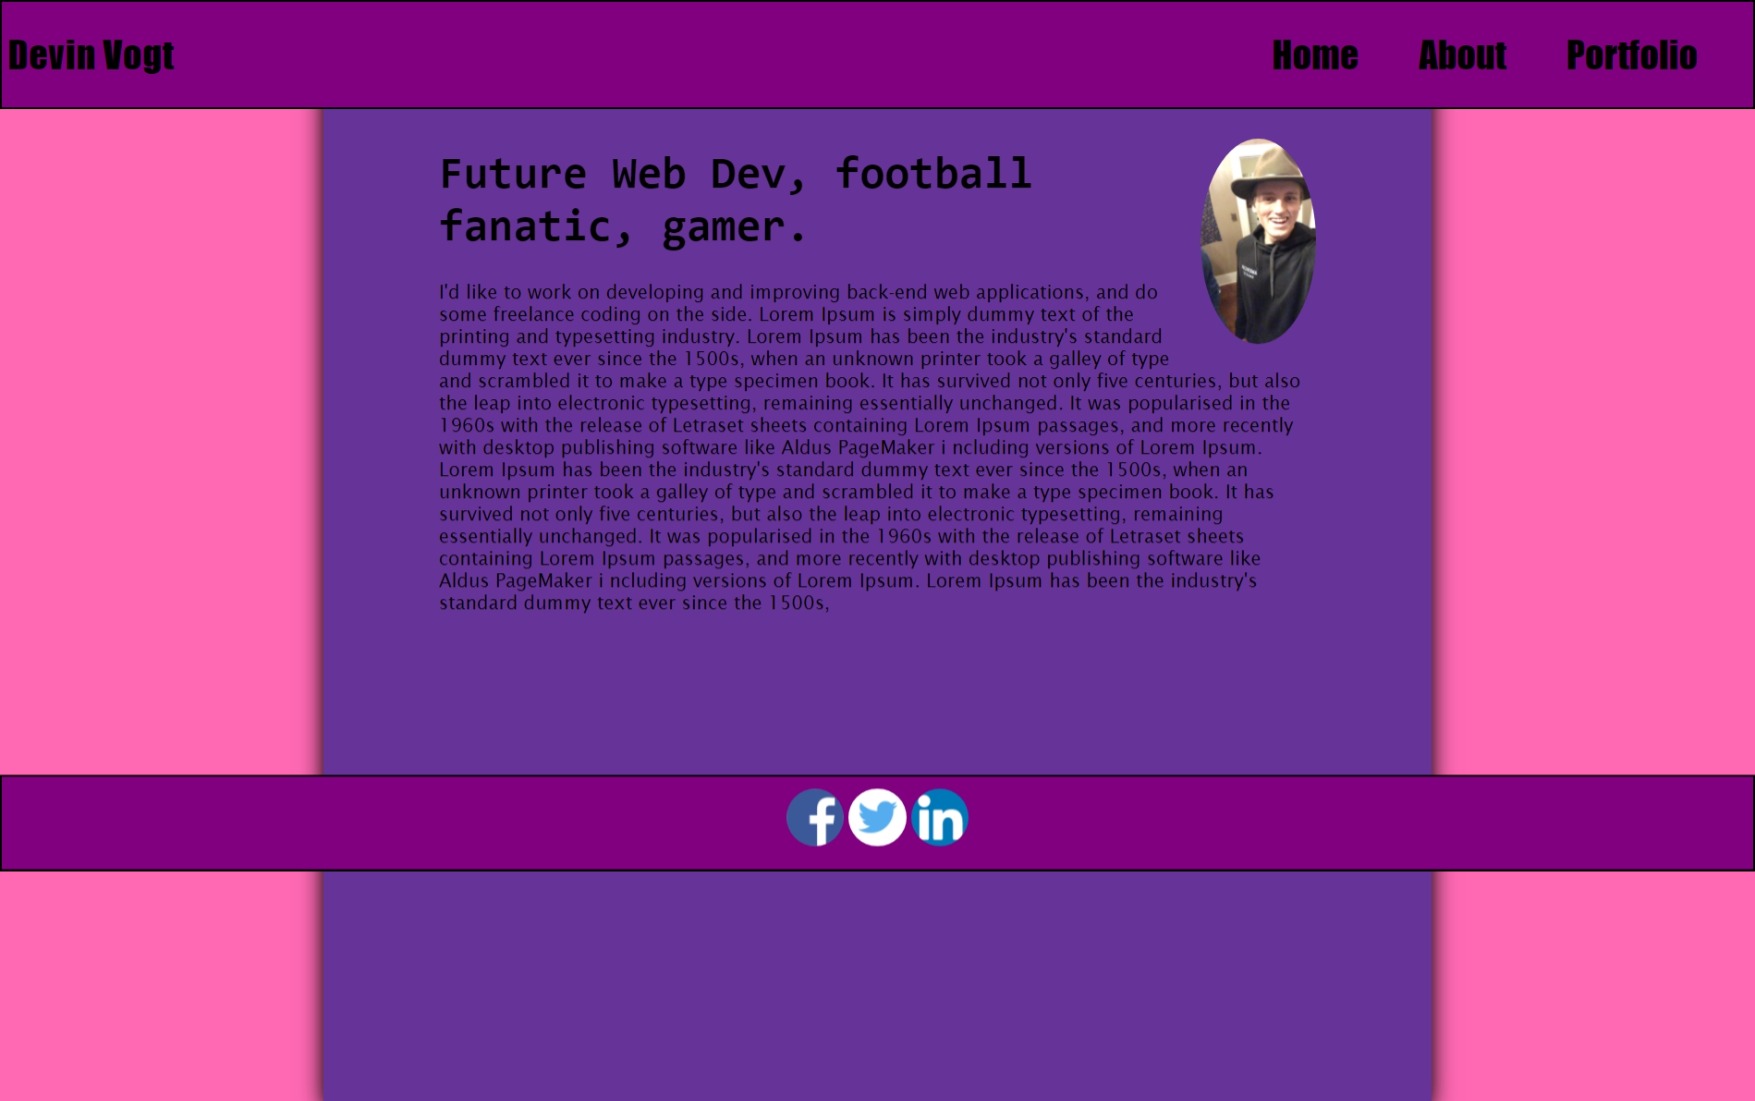 Devin Vogt
Home About Portfolio
Future Web Dev, football
fanatic, gamer.
I'd like to work on developing and improving back-end web applications, and do
some freelance coding on the side. Lorem Ipsum is simply dummy text of the
printing and typesetting industry. Lorem Ipsum has been the industry's standard
dummy text ever since the 1500s, when an unknown printer took a galley of type
and scrambled it to make a type specimen book. It has survived not only five centuries, but also
the leap into electronic typesetting, remaining essentially unchanged. It was popularised in the
1960s with the release of Letraset sheets containing Lorem Ipsum passages, and more recently
with desktop publishing software like Aldus PageMaker i ncluding versions of Lorem Ipsum.
Lorem Ipsum has been the industry's standard dummy text ever since the 1500s, when an
unknown printer took a galley of type and scrambled it to make a type specimen book. It has
survived not only five centuries, but also the leap into electronic typesetting, remaining
essentially unchanged. It was popularised in the 1960s with the release of Letraset sheets
containing Lorem Ipsum passages, and more recently with desktop publishing software like
Aldus PageMaker i ncluding versions of Lorem Ipsum. Lorem Ipsum has been the industry's
standard dummy text ever since the 1500s,
f in